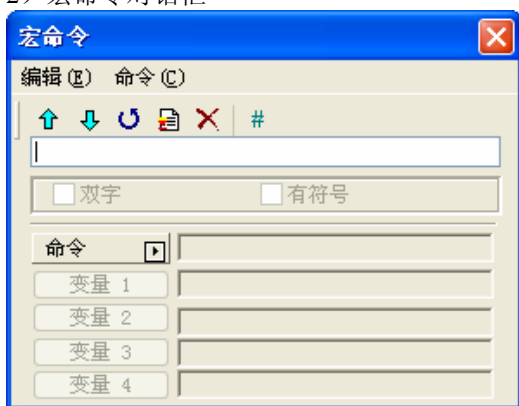 2）宏命令对话框
宏命令
编辑(E) 命令(C)
#
双字 有符号
命令
变量 1
变量 2
变量 3
变量 4